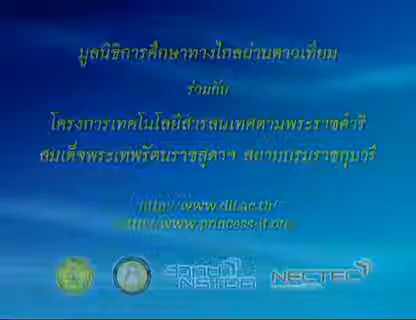 มูลนิธิการศึกษาทางไกลผ่านดาวเทียม
ร่วมกับ
โครงการเทคโนโลยีสารสนเทศตามพระราชดำริ
สมเด็จพระเทพรัตนราชสุดาฯ สยามบรมราชกุมารี
http://www.dlf.ac.th/
http://www.princess-it.org
สวทช
NSTDA
NECTEC